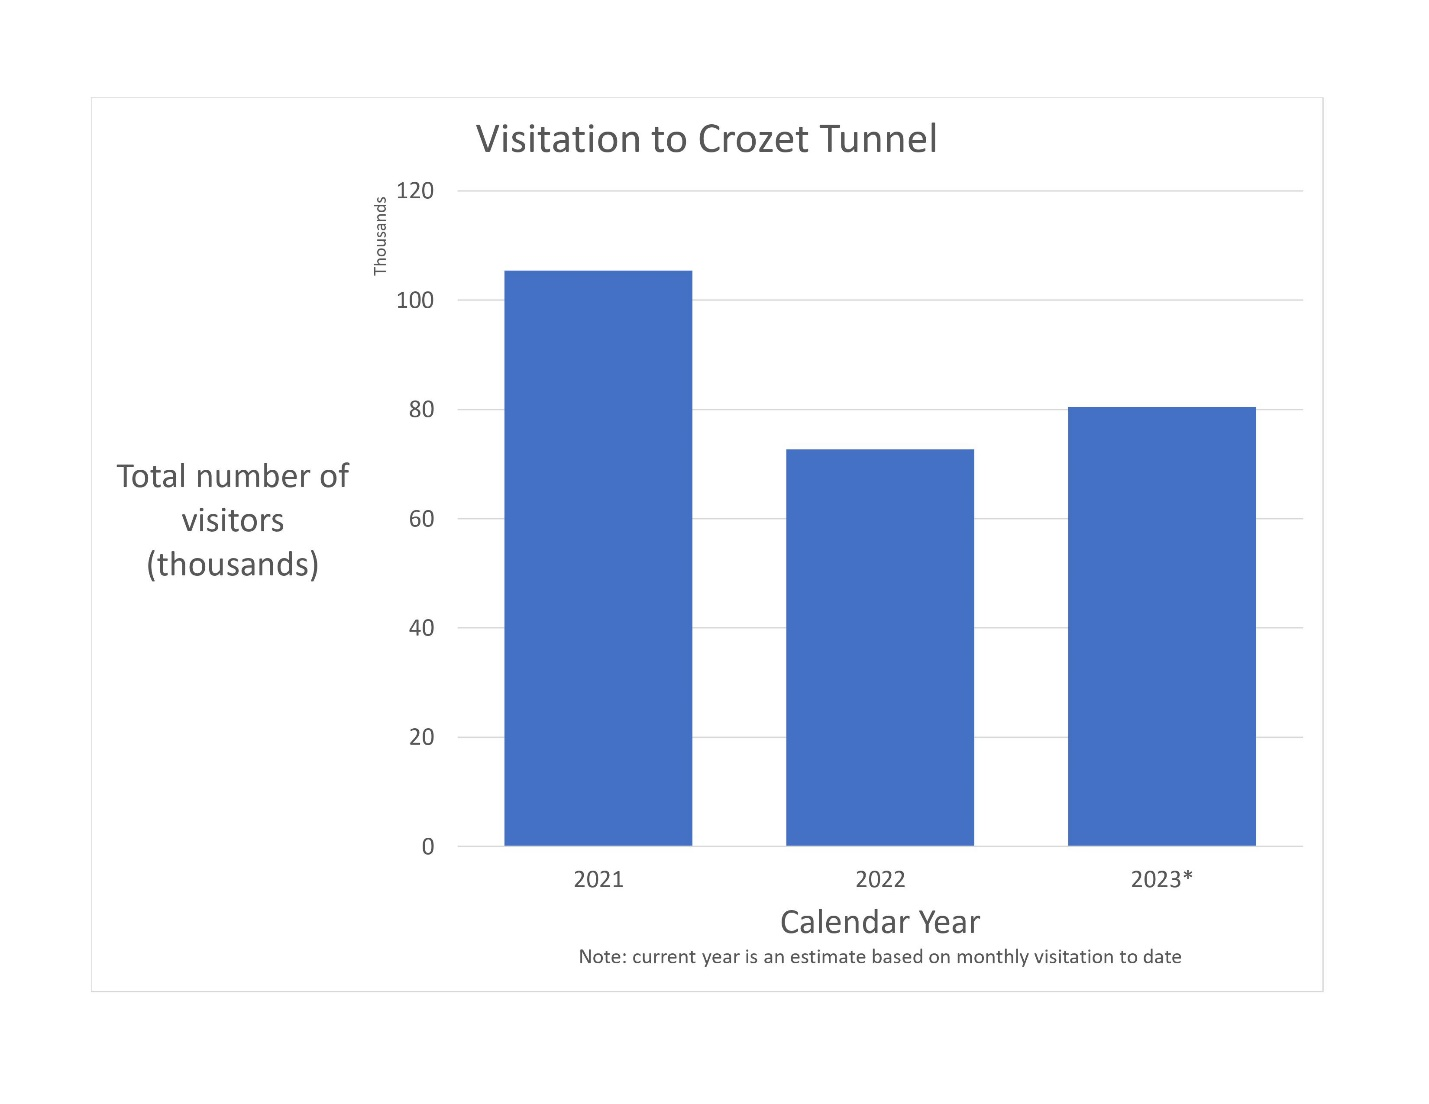 Visitation to Crozet Tunnel
Thousands
120
100
80
60
40
20
0
Total number of
visitors
(thousands)
2021
2022
2023*
Calendar Year
Note: current year is an estimate based on monthly visitation to date